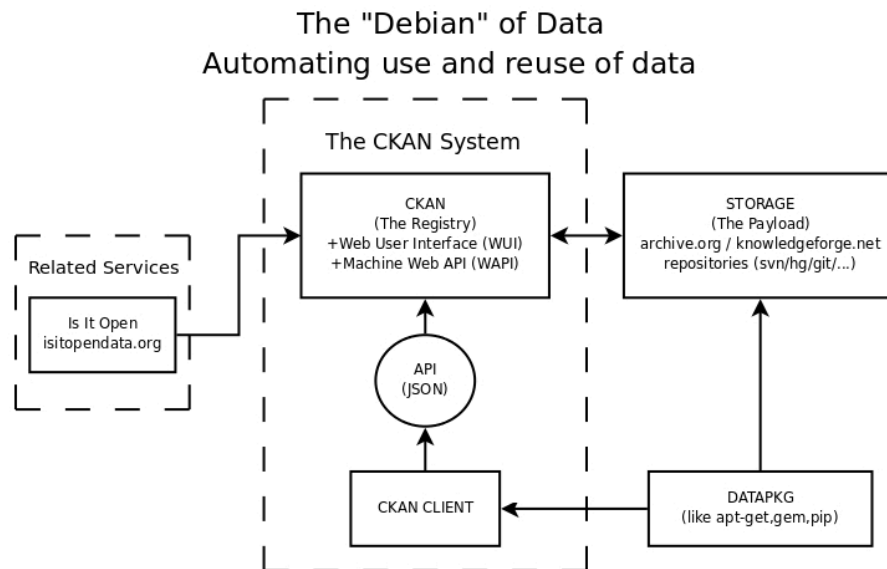 The "Debian" of Data
Automating use and reuse of data
The CKAN System
CKAN
(The Registry)
+Web User Interface (WUI)
+Machine Web API (WAPI)
STORAGE
(The Payload)
archive.org / knowledgeforge.net
repositories (svn/hg/git/...)
Related Services
Is It Open
isitopendata.org
API
(JSON)
CKAN CLIENT
DATAPKG
(like apt-get,gem,pip)